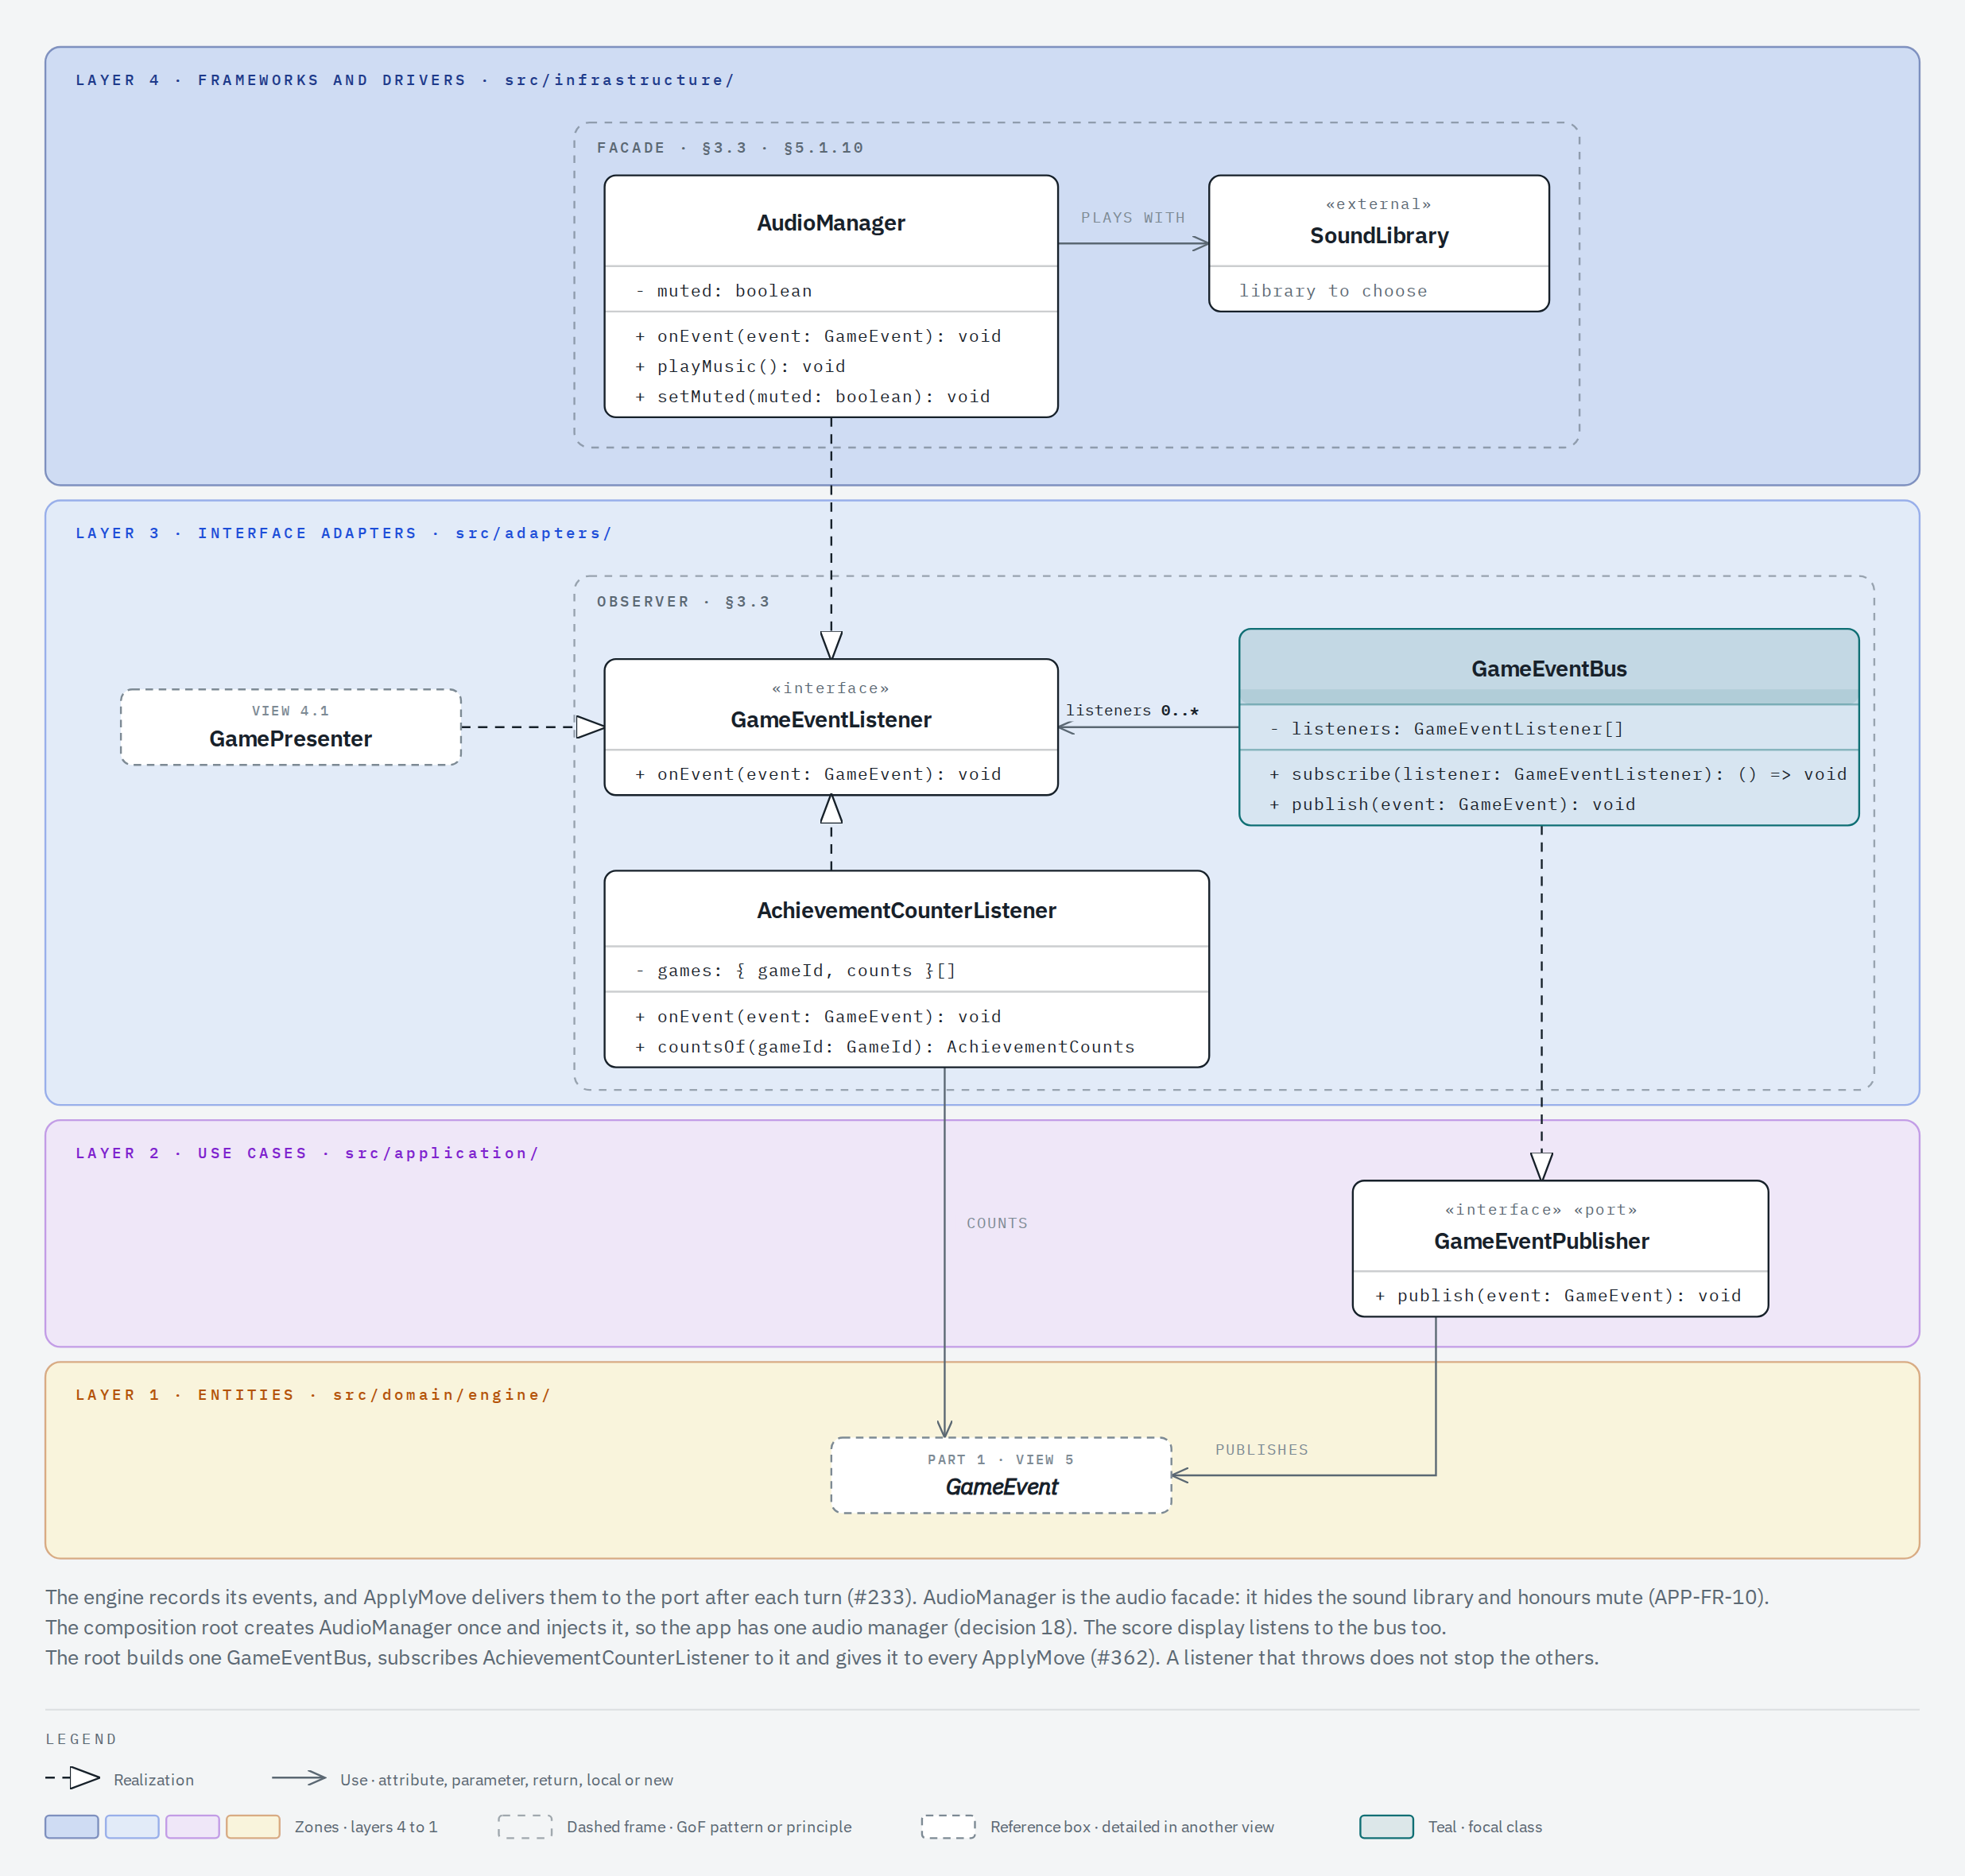 LAYER 4 · FRAMEWORKS AND DRIVERS · src/infrastructure/
FACADE · §3.3 · §5.1.10
AudioManager
- muted: boolean
+ onEvent(event: GameEvent): void
+ playMusic(): void
+ setMuted(muted: boolean): void
PLAYS WITH
«external»
SoundLibrary
library to choose
LAYER 3 · INTERFACE ADAPTERS · src/adapters/
OBSERVER · §3.3
VIEW 4.1
GamePresenter
«interface»
GameEventListener
+ onEvent(event: GameEvent): void
listeners 0..*
GameEventBus
- listeners: GameEventListener[]
+ subscribe(listener: GameEventListener): () => void
+ publish(event: GameEvent): void
AchievementCounterListener
- games: { gameId, counts }[]
+ onEvent(event: GameEvent): void
+ countsOf(gameId: GameId): AchievementCounts
LAYER 2 · USE CASES · src/application/
COUNTS
«interface» «port»
GameEventPublisher
+ publish(event: GameEvent): void
LAYER 1 · ENTITIES · src/domain/engine/
PART 1 · VIEW 5
GameEvent
PUBLISHES
The engine records its events, and ApplyMove delivers them to the port after each turn (#233). AudioManager is the audio facade: it hides the sound library and honours mute (APP-FR-10).
The composition root creates AudioManager once and injects it, so the app has one audio manager (decision 18). The score display listens to the bus too.
The root builds one GameEventBus, subscribes AchievementCounterListener to it and gives it to every ApplyMove (#362). A listener that throws does not stop the others.
LEGEND
Realization
Use · attribute, parameter, return, local or new
Zones · layers 4 to 1
Dashed frame · GoF pattern or principle
Reference box · detailed in another view
Teal · focal class